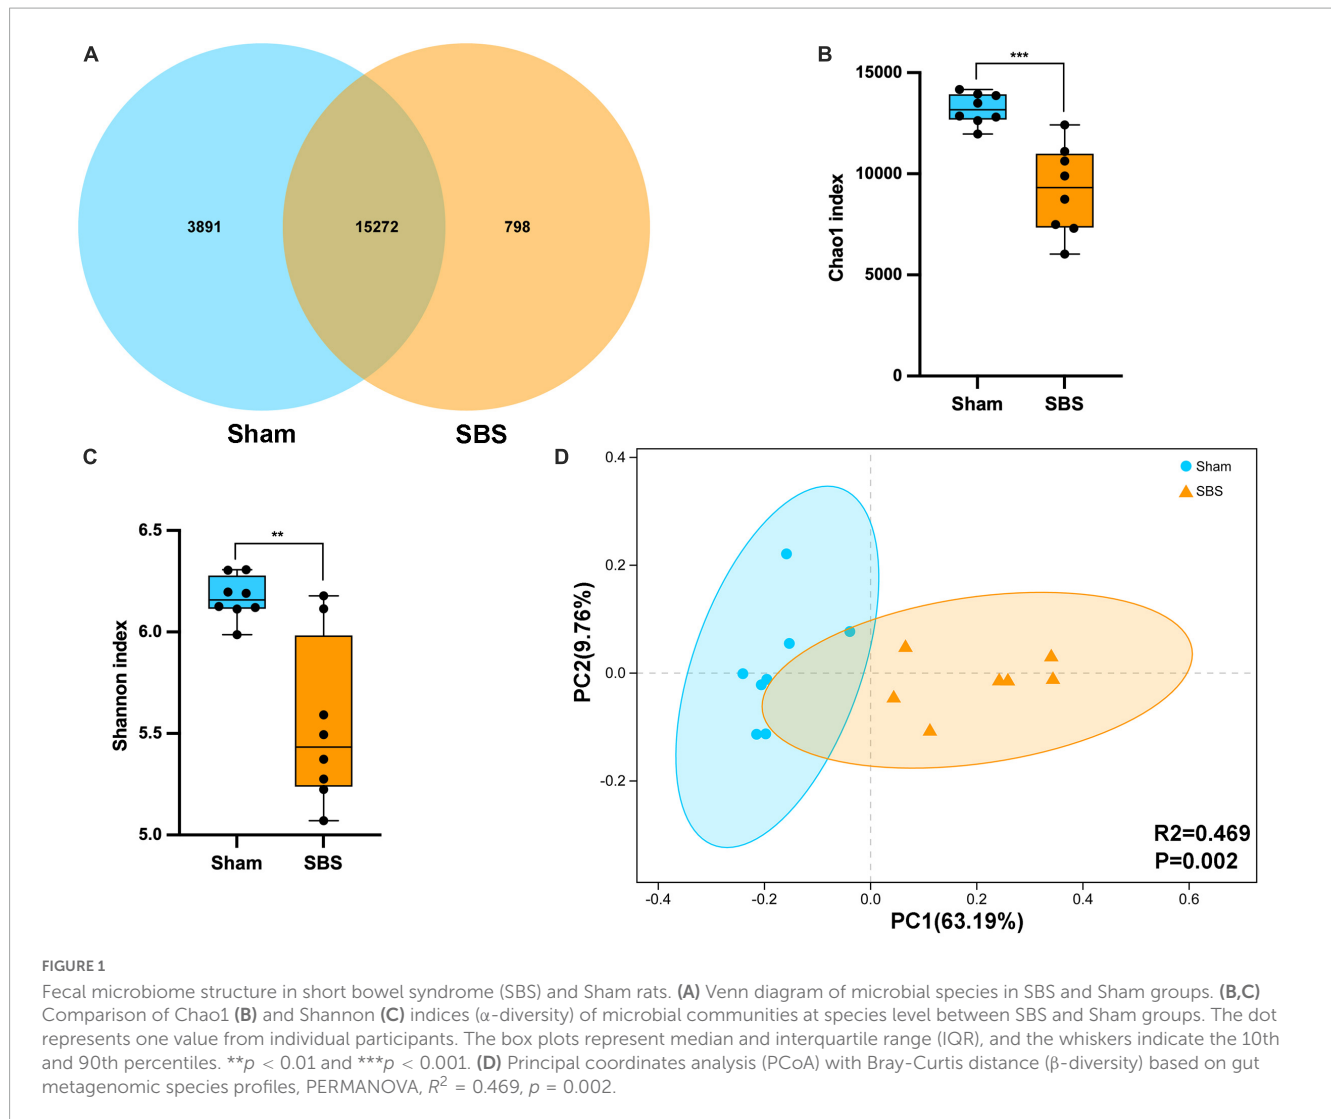 A
3891
15272
798
Sham
SBS
B
***
15000
10000
5000
0
Chao1 index
Sham
SBS
C
**
6.5
6.0
5.5
5.0
Shannon index
Sham
SBS
D
Sham
SBS
0.4
0.2
0.0
-0.2
PC2(9.76%)
R2=0.469
P=0.002
-0.4
-0.2
0.0
0.2
0.4
0.6
PC1(63.19%)
FIGURE 1
Fecal microbiome structure in short bowel syndrome (SBS) and Sham rats. (A) Venn diagram of microbial species in SBS and Sham groups. (B,C)
Comparison of Chao1 (B) and Shannon (C) indices (α-diversity) of microbial communities at species level between SBS and Sham groups. The dot
represents one value from individual participants. The box plots represent median and interquartile range (IQR), and the whiskers indicate the 10th
and 90th percentiles. **p < 0.01 and ***p < 0.001. (D) Principal coordinates analysis (PCoA) with Bray-Curtis distance (β-diversity) based on gut
metagenomic species profiles, PERMANOVA, R² = 0.469, p = 0.002.